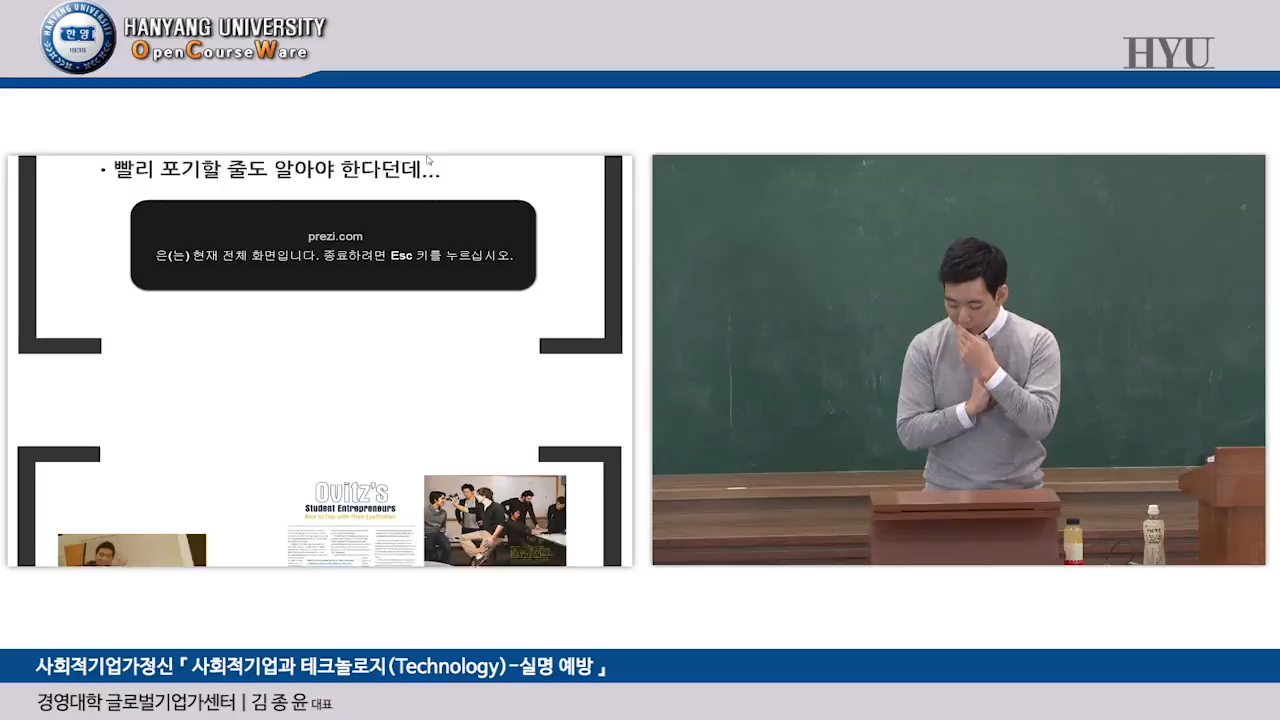 HANYANG UNIVERSITY
OpenCourseWare
한양
1939
HYU
• 빨리 포기할 줄도 알아야 한다던데...
prezi.com
은(는) 현재 전체 화면입니다. 종료하려면 Esc 키를 누르십시오.
Ovitz's
Student Entrepreneurs
사회적기업가정신 『 사회적기업과 테크놀로지(Technology) -실명 예방 』
경영대학 글로벌기업가센터 | 김 종 윤 대표